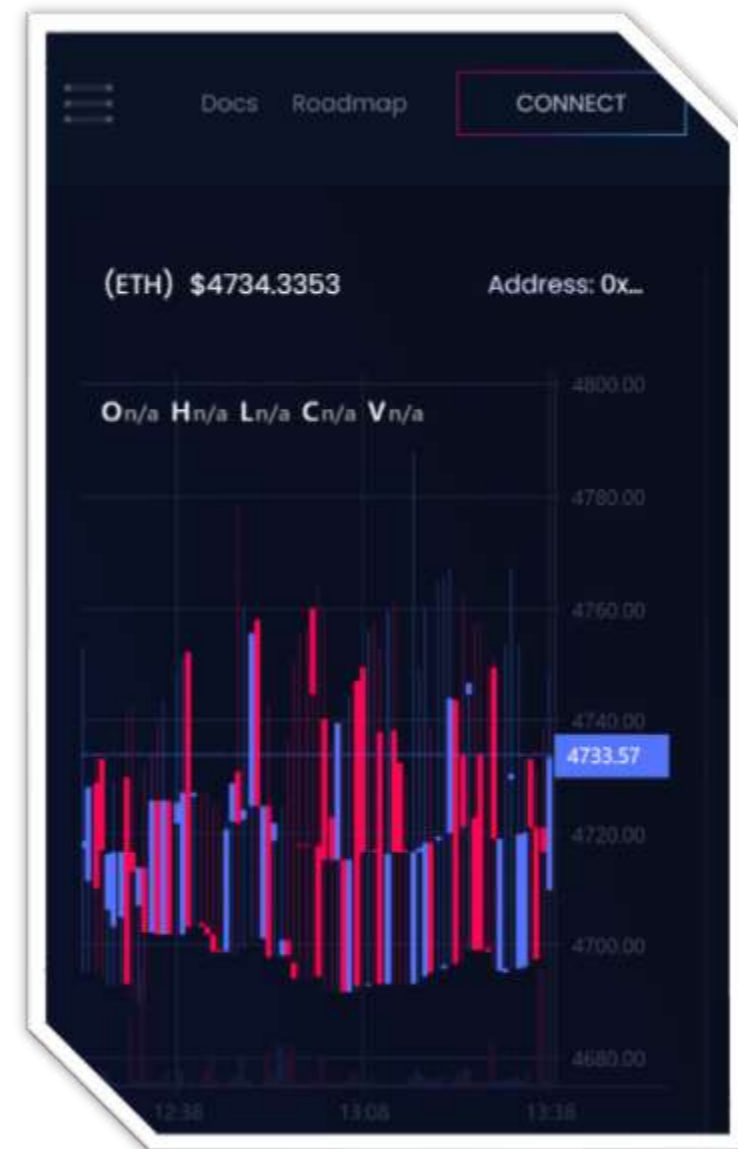 Docs Roadmap CONNECT
(ETH) $4734.3353 Address: 0x...
4800.00
On/a Hn/a Ln/a Cn/a Vn/a
4780.00
4760.00
4740.00
4733.57
4720.00
4700.00
4680.00
12:38 13:08 13:38